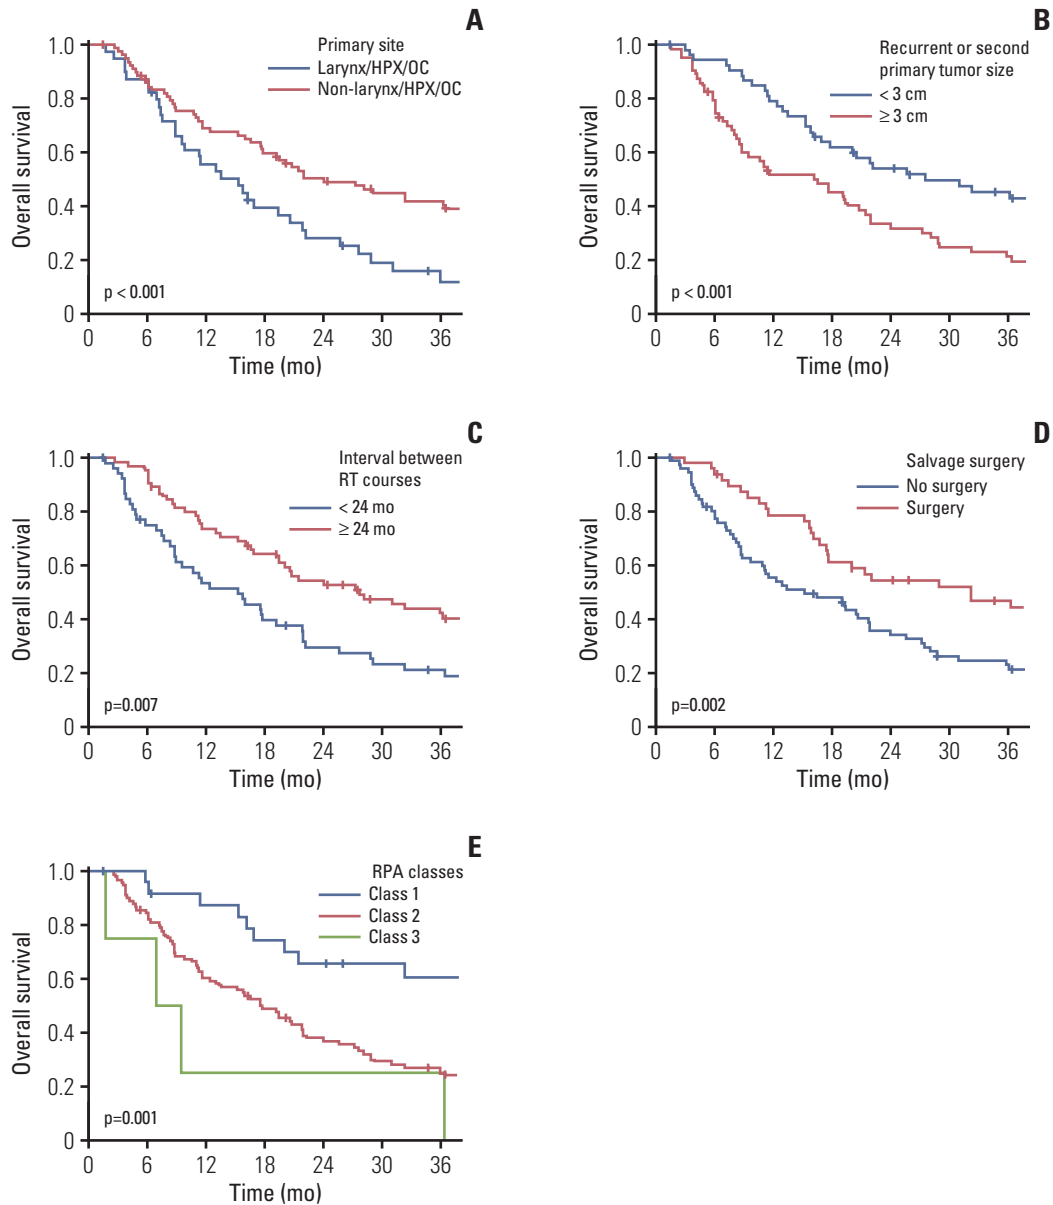 A
1.0
0.8
0.6
0.4
0.2
0
Overall survival
Primary site
Larynx/HPX/OC
Non-larynx/HPX/OC
p < 0.001
0 6 12 18 24 30 36
Time (mo)
B
1.0
0.8
0.6
0.4
0.2
0
Overall survival
Recurrent or second
primary tumor size
< 3 cm
≥ 3 cm
p < 0.001
0 6 12 18 24 30 36
Time (mo)
C
1.0
0.8
0.6
0.4
0.2
0
Overall survival
Interval between
RT courses
< 24 mo
≥ 24 mo
p=0.007
0 6 12 18 24 30 36
Time (mo)
D
1.0
0.8
0.6
0.4
0.2
0
Overall survival
Salvage surgery
No surgery
Surgery
p=0.002
0 6 12 18 24 30 36
Time (mo)
E
1.0
0.8
0.6
0.4
0.2
0
Overall survival
RPA classes
Class 1
Class 2
Class 3
p=0.001
0 6 12 18 24 30 36
Time (mo)